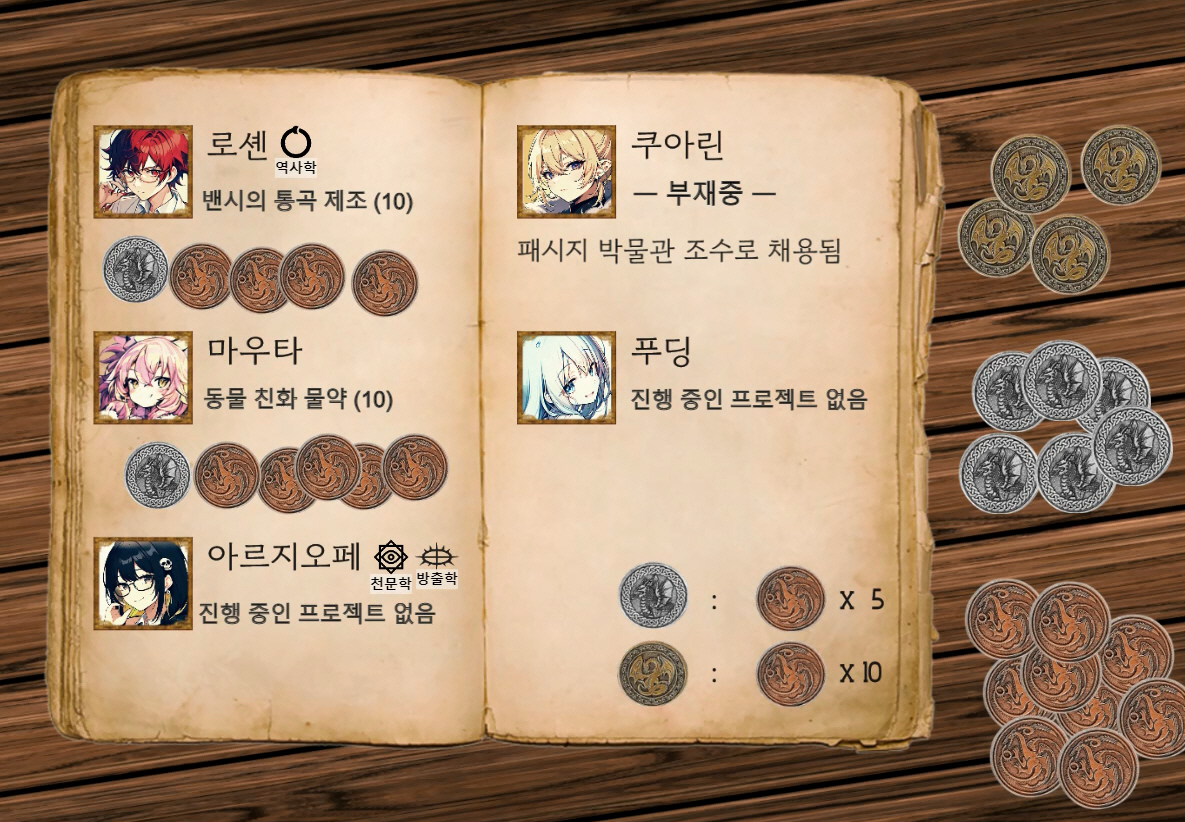 로셴
역사학
밴시의 통곡 제조 (10)
마우타
동물 친화 물약 (10)
아르지오페
천문학 방출학
진행 중인 프로젝트 없음
쿠아린
— 부재중 —
패시지 박물관 조수로 채용됨
푸딩
진행 중인 프로젝트 없음
: X 5
: X 10